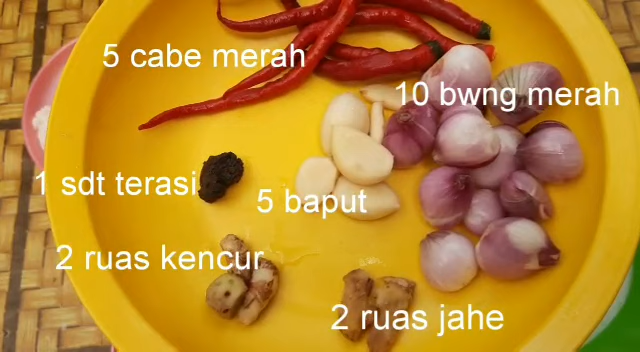 5 cabe merah
10 bwng merah
1 sdt terasi
5 baput
2 ruas kencur
2 ruas jahe